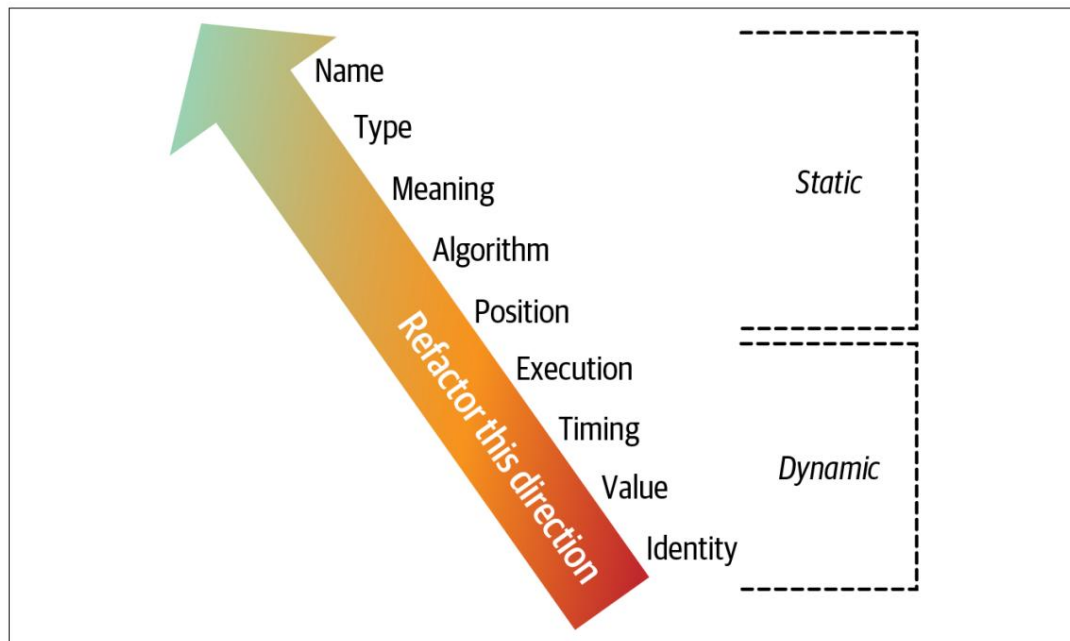 Name
Type
Meaning
Static
Algorithm
Position
Execution
Refactor this direction
Timing
Dynamic
Value
Identity